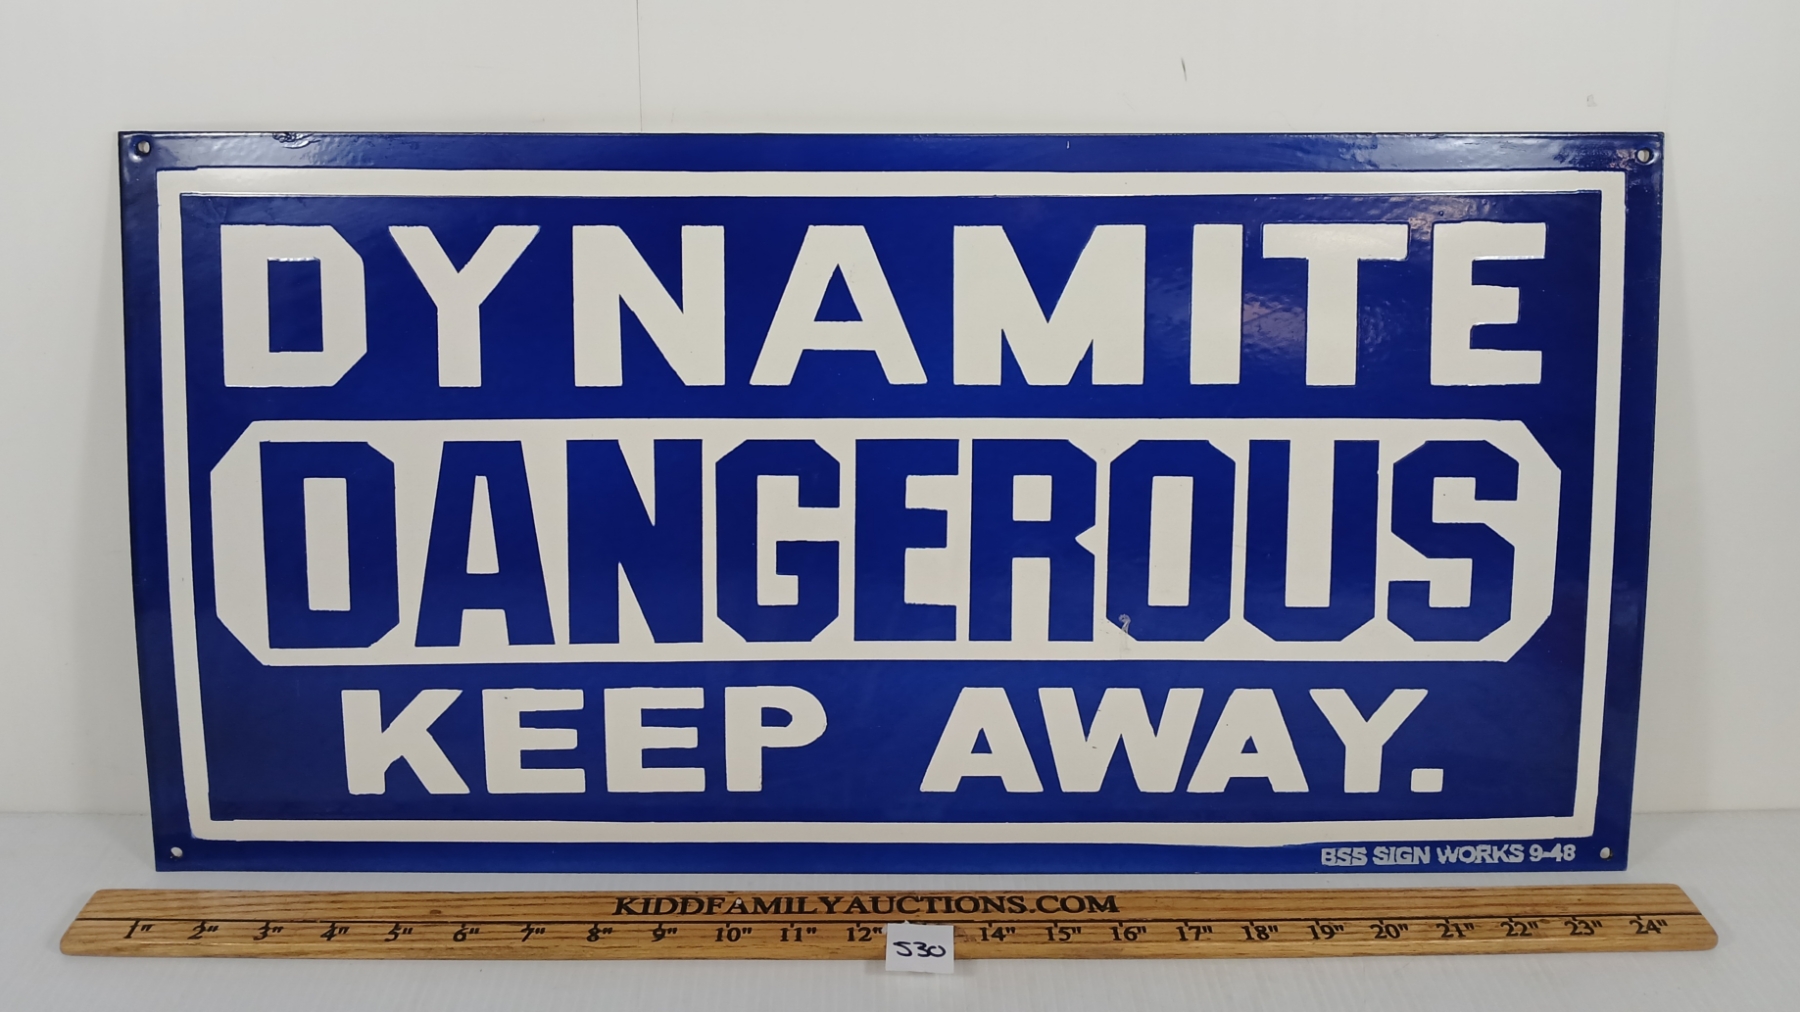 DYNAMITE
DANGEROUS
KEEP AWAY.
BSS SIGN WORKS 9-48
KIDDFAMILYAUCTIONS.COM
1" 2" 3" 4" 5" 6" 7" 8" 9" 10" 11" 12" 14" 15" 16" 17" 18" 19" 20" 21" 22" 23" 24"
530